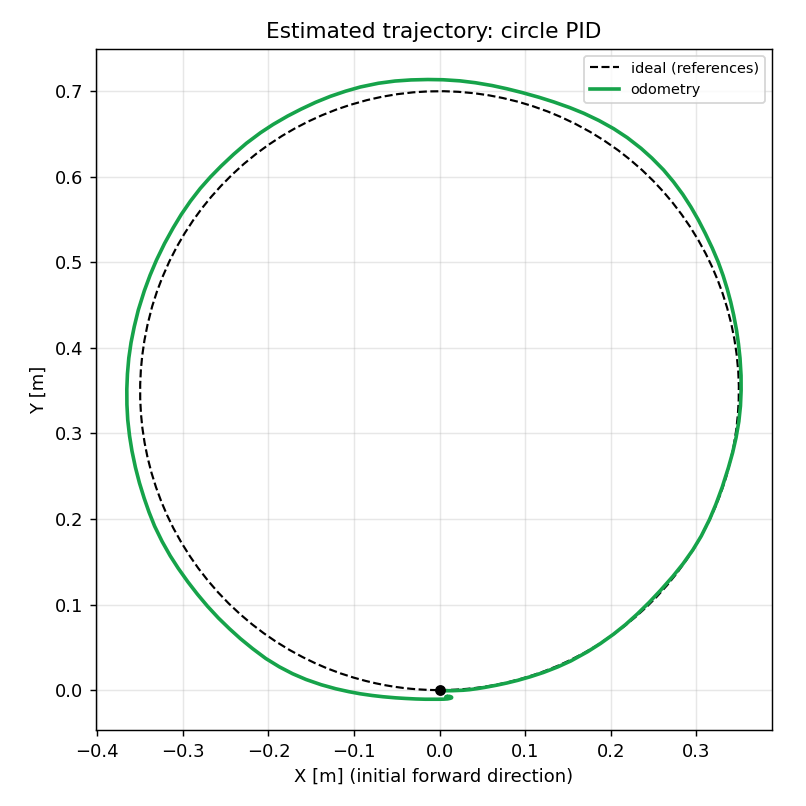 Estimated trajectory: circle PID
ideal (references)
odometry
Y [m]
0.7
0.6
0.5
0.4
0.3
0.2
0.1
0.0
−0.4 −0.3 −0.2 −0.1 0.0 0.1 0.2 0.3
X [m] (initial forward direction)